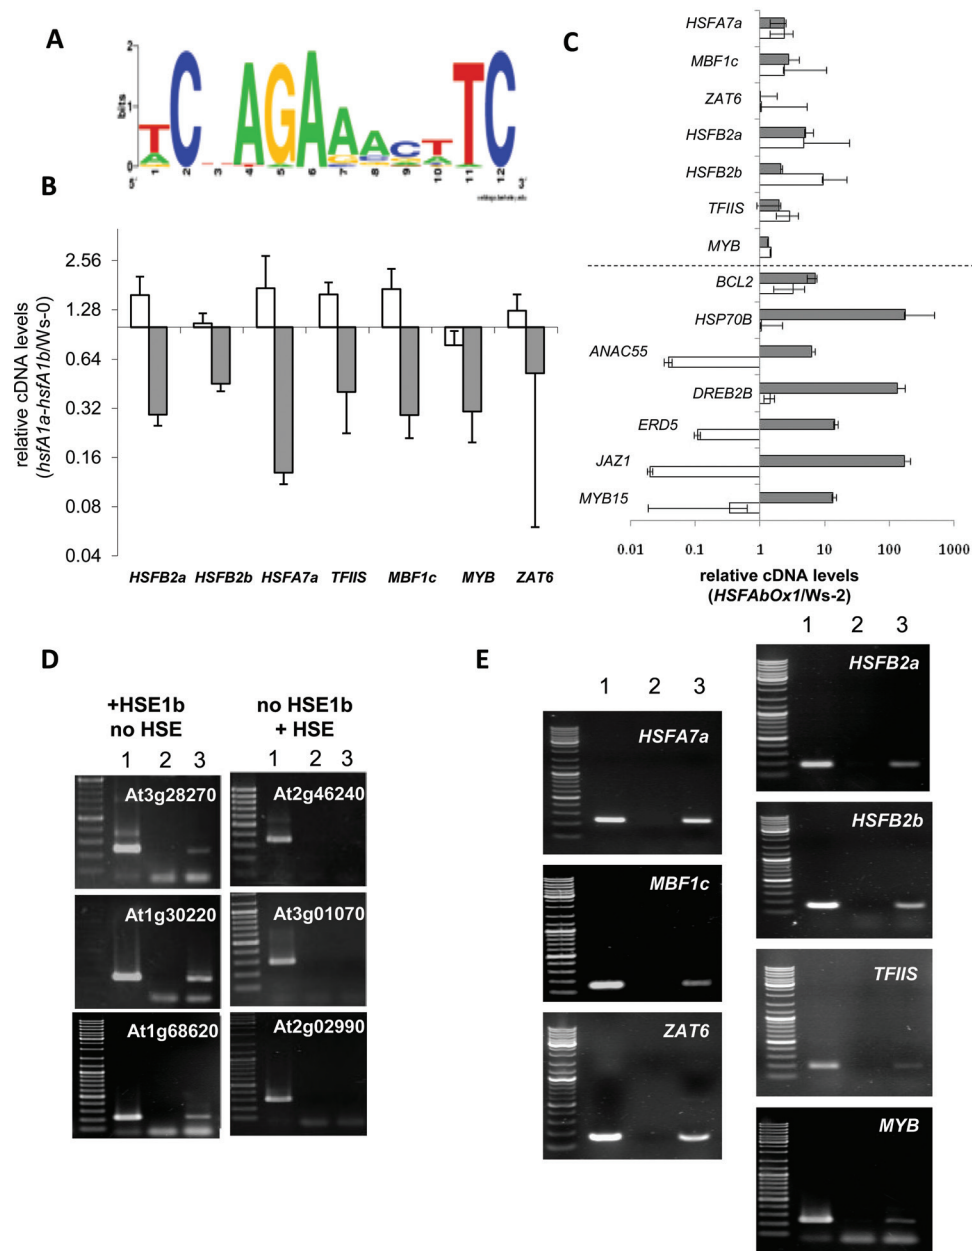 A
2
1
0
bits
TC AGAAACTTC
5'
1 2 3 4 5 6 7 8 9 10 11 12
3'
B
relative cDNA levels
(hsfA1a-hsfA1b/Ws-0)
2.56
1.28
0.64
0.32
0.16
0.08
0.04
HSFB2a HSFB2b HSFA7a TFIIS MBF1c MYB ZAT6
C
HSFA7a
MBF1c
ZAT6
HSFB2a
HSFB2b
TFIIS
MYB
BCL2
HSP70B
ANAC55
DREB2B
ERD5
JAZ1
MYB15
0.01 0.1 1 10 100 1000
relative cDNA levels
(HSFAbOx1/Ws-2)
D
+HSE1b
no HSE
1 2 3
At3g28270
At1g30220
At1g68620
no HSE1b
+ HSE
1 2 3
At2g46240
At3g01070
At2g02990
E
1 2 3
HSFA7a
MBF1c
ZAT6
1 2 3
HSFB2a
HSFB2b
TFIIS
MYB